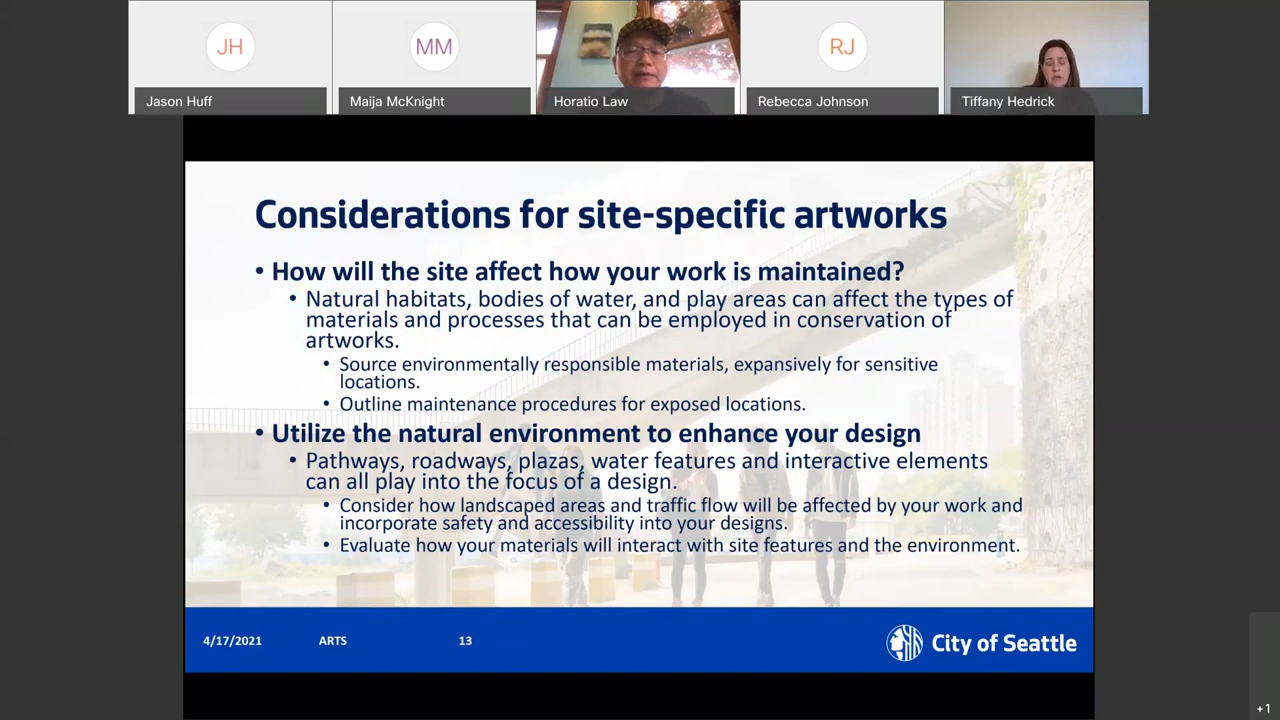 JH
MM
RJ
Jason Huff
Maija McKnight
Horatio Law
Rebecca Johnson
Tiffany Hedrick
Considerations for site-specific artworks
• How will the site affect how your work is maintained?
• Natural habitats, bodies of water, and play areas can affect the types of
materials and processes that can be employed in conservation of
artworks.
• Source environmentally responsible materials, expansively for sensitive
locations.
• Outline maintenance procedures for exposed locations.
• Utilize the natural environment to enhance your design
• Pathways, roadways, plazas, water features and interactive elements
can all play into the focus of a design.
• Consider how landscaped areas and traffic flow will be affected by your work and
incorporate safety and accessibility into your designs.
• Evaluate how your materials will interact with site features and the environment.
4/17/2021
ARTS
13
City of Seattle
+1